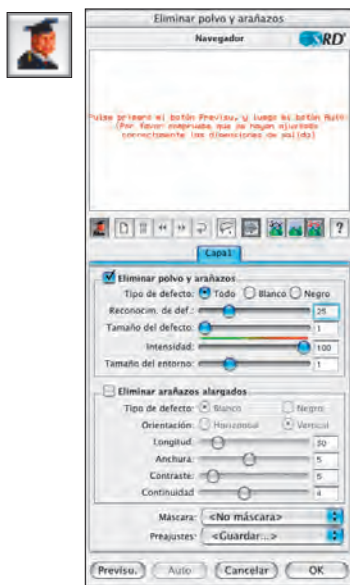 Eliminar polvo y arañazos
Navegador
SRD
Pulse primero el botón Previsu, y luego el botón Auto.
(Por favor compruebe que se hayan ajustado
correctamente las dimensiones de salida)
?
Capa1
Eliminar polvo y arañazos
Tipo de defecto: Todo Blanco Negro
Reconocim. de def.: 25
Tamaño del defecto: 1
Intensidad: 100
Tamaño del entorno: 1
Eliminar arañazos alargados
Tipo de defecto: Blanco Negro
Orientación: Horizontal Vertical
Longitud: 30
Anchura: 5
Contraste: 5
Continuidad 4
Máscara: <No máscara>
Preajustes: <Guardar...>
Previsu. Auto Cancelar OK